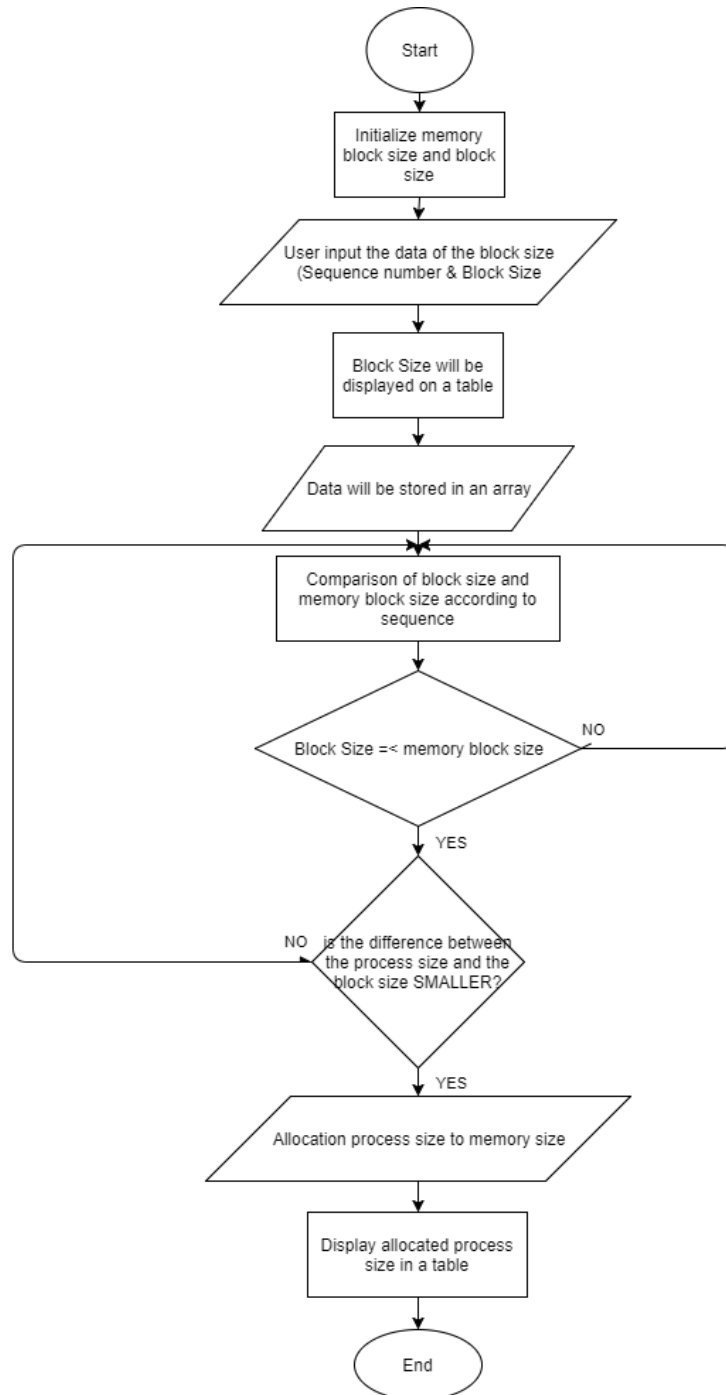 Start
Initialize memory
block size and block
size
User input the data of the block size
(Sequence number & Block Size
Block Size will be
displayed on a table
Data will be stored in an array
Comparison of block size and
memory block size according to
sequence
Block Size =< memory block size
NO
YES
NO
is the difference between
the process size and the
block size SMALLER?
YES
Allocation process size to memory size
Display allocated process
size in a table
End